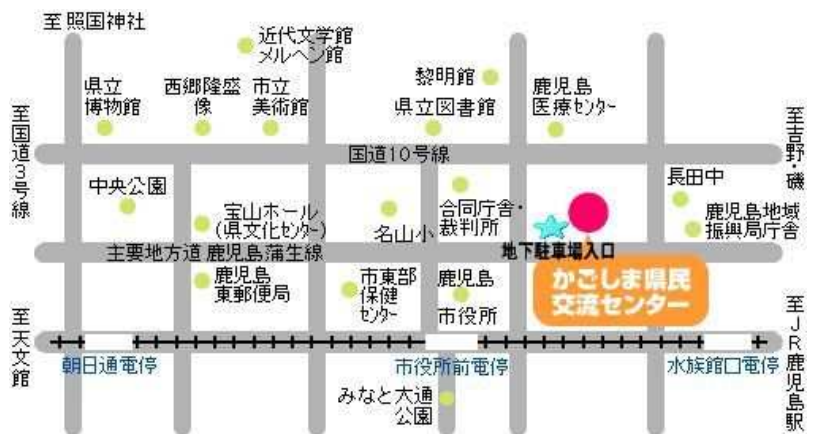 至照国神社
近代文学館
メルヘン館
県立
博物館
西郷隆盛
像
市立
美術館
黎明館
県立図書館
鹿児島
医療センター
至国道3号線
至吉野・磯
国道10号線
中央公園
宝山ホール
(県文化センター)
名山小
合同庁舎・
裁判所
長田中
鹿児島地域
振興局庁舎
地下駐車場入口
主要地方道 鹿児島蒲生線
かごしま県民
交流センター
鹿児島
東郵便局
市東部
保健
センター
鹿児島
市役所
至天文館
至JR鹿児島駅
朝日通電停
市役所前電停
水族館口電停
みなと大通
公園